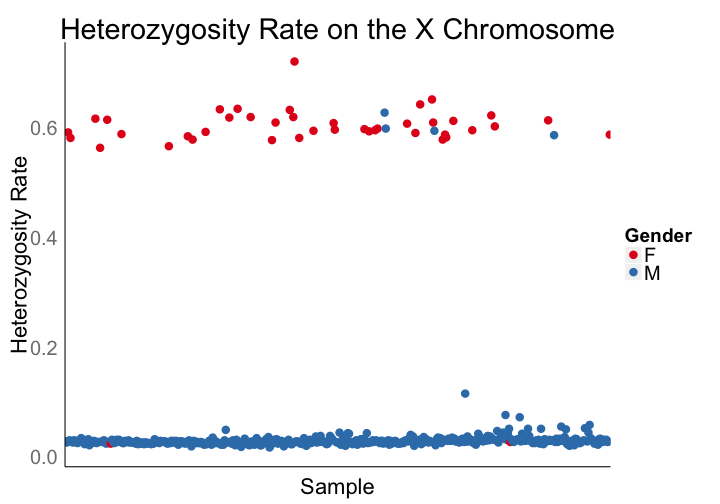 Heterozygosity Rate on the X Chromosome
Heterozygosity Rate
0.6
0.4
0.2
0.0
Sample
Gender
F
M